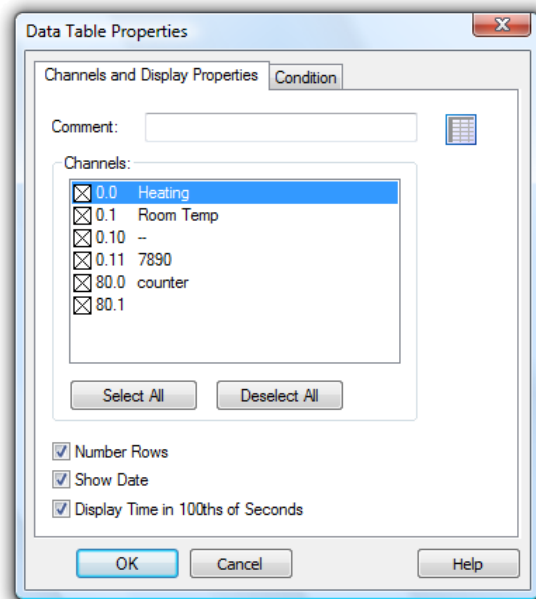 Data Table Properties
Channels and Display Properties Condition
Comment:
Channels:
0.0 Heating
0.1 Room Temp
0.10 --
0.11 7890
80.0 counter
80.1
Select All Deselect All
Number Rows
Show Date
Display Time in 100ths of Seconds
OK Cancel Help